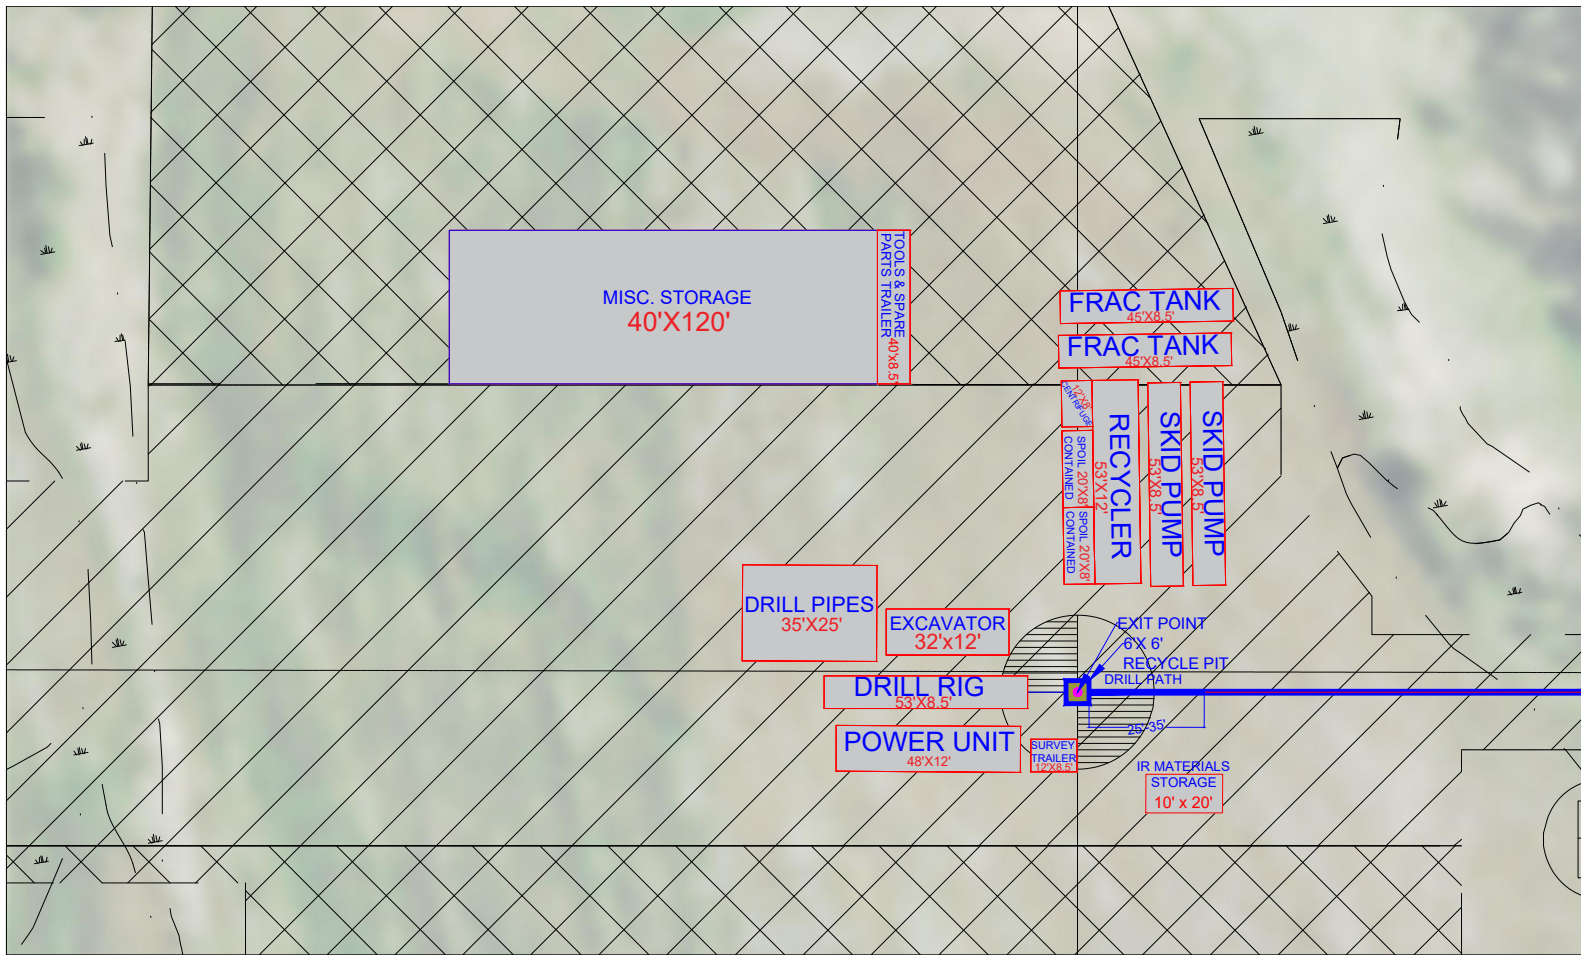 MISC. STORAGE
40'X120'
TOOLS & SPARE
PARTS TRAILER
40'x8.5'
FRAC TANK
45'X8.5'
FRAC TANK
45'X8.5'
12'X8'
CENTRIFUGE
SPOIL 20'X8'
CONTAINED
SPOIL 20'X8'
CONTAINED
RECYCLER
53'X12'
SKID PUMP
53'X8.5'
SKID PUMP
53'X8.5'
DRILL PIPES
35'X25'
EXCAVATOR
32'x12'
EXIT POINT
6'X 6'
RECYCLE PIT
DRILL PATH
DRILL RIG
53'X8.5'
25'-35'
POWER UNIT
48'X12'
SURVEY
TRAILER
12'X8.5'
IR MATERIALS
STORAGE
10' x 20'